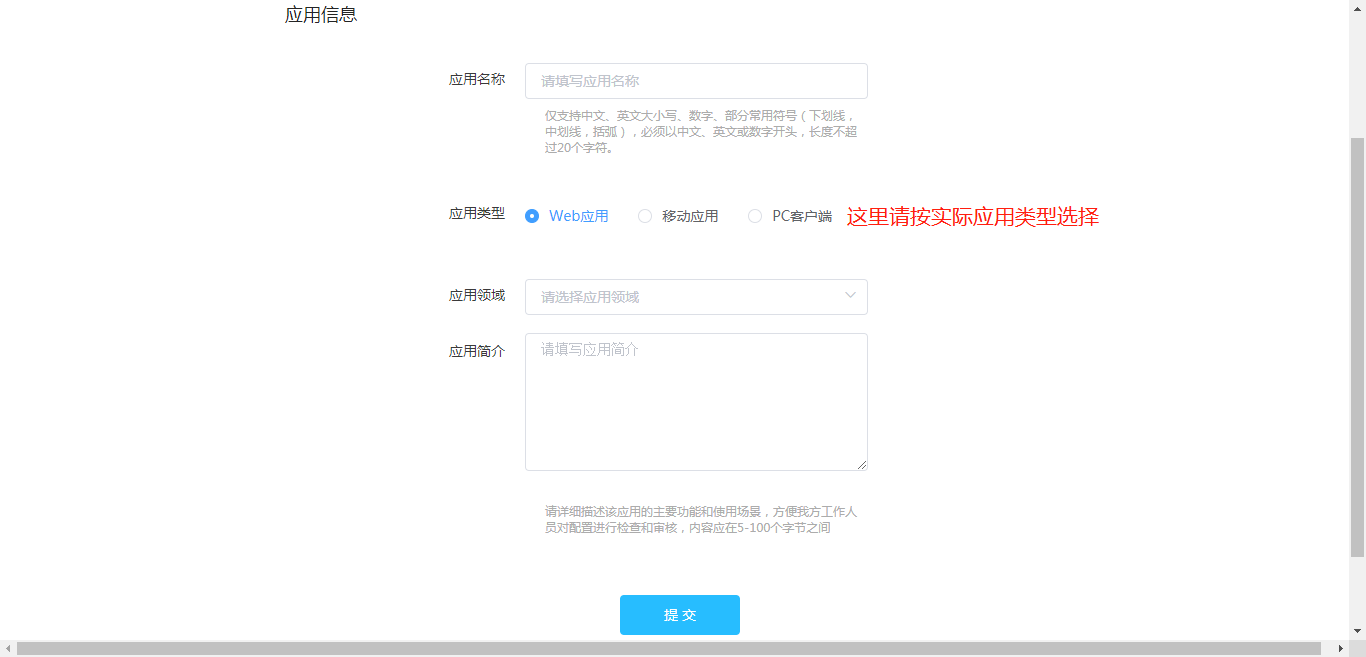 应用信息
应用名称
请填写应用名称
仅支持中文、英文大小写、数字、部分常用符号（下划线，
中划线，括弧），必须以中文、英文或数字开头，长度不超
过20个字符。
应用类型 Web应用 移动应用 PC客户端 这里请按实际应用类型选择
应用领域 请选择应用领域
应用简介 请填写应用简介
请详细描述该应用的主要功能和使用场景，方便我方工作人
员对配置进行检查和审核，内容应在5-100个字节之间
提 交